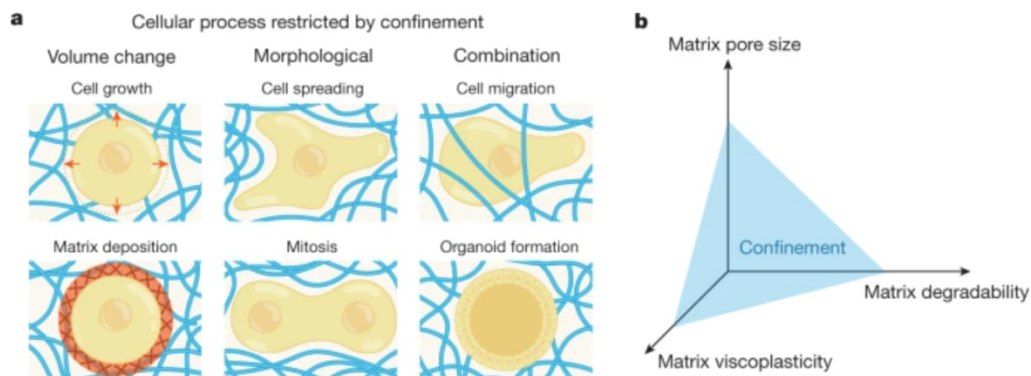 a
Cellular process restricted by confinement
Volume change
Morphological
Combination
Cell growth
Cell spreading
Cell migration
Matrix deposition
Mitosis
Organoid formation
b
Matrix pore size
Confinement
Matrix degradability
Matrix viscoplasticity